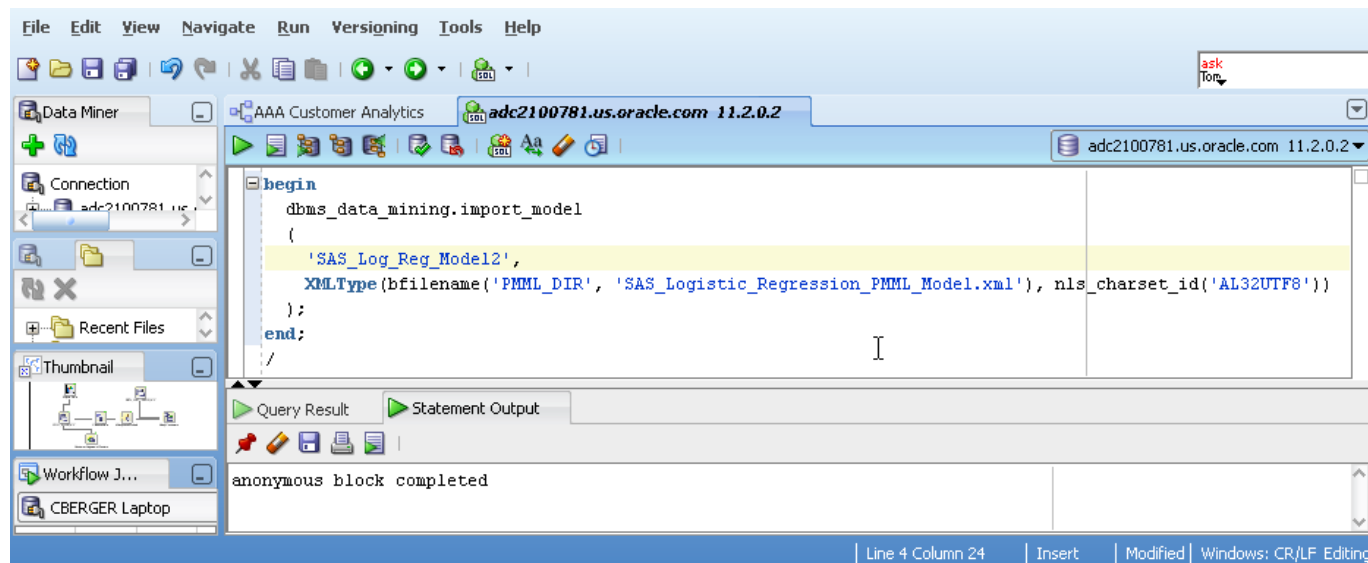 File Edit View Navigate Run Versioning Tools Help
ask
Tom
Data Miner
AAA Customer Analytics
adc2100781.us.oracle.com 11.2.0.2
adc2100781.us.oracle.com 11.2.0.2
Connection
adc2100781.us.
begin
dbms_data_mining.import_model
(
'SAS_Log_Reg_Model2',
XMLType(bfilename('PMML_DIR', 'SAS_Logistic_Regression_PMML_Model.xml'), nls_charset_id('AL32UTF8'))
);
end;
/
Recent Files
Thumbnail
Query Result Statement Output
Workflow J...
anonymous block completed
CBERGER Laptop
Line 4 Column 24 Insert Modified Windows: CR/LF Editing